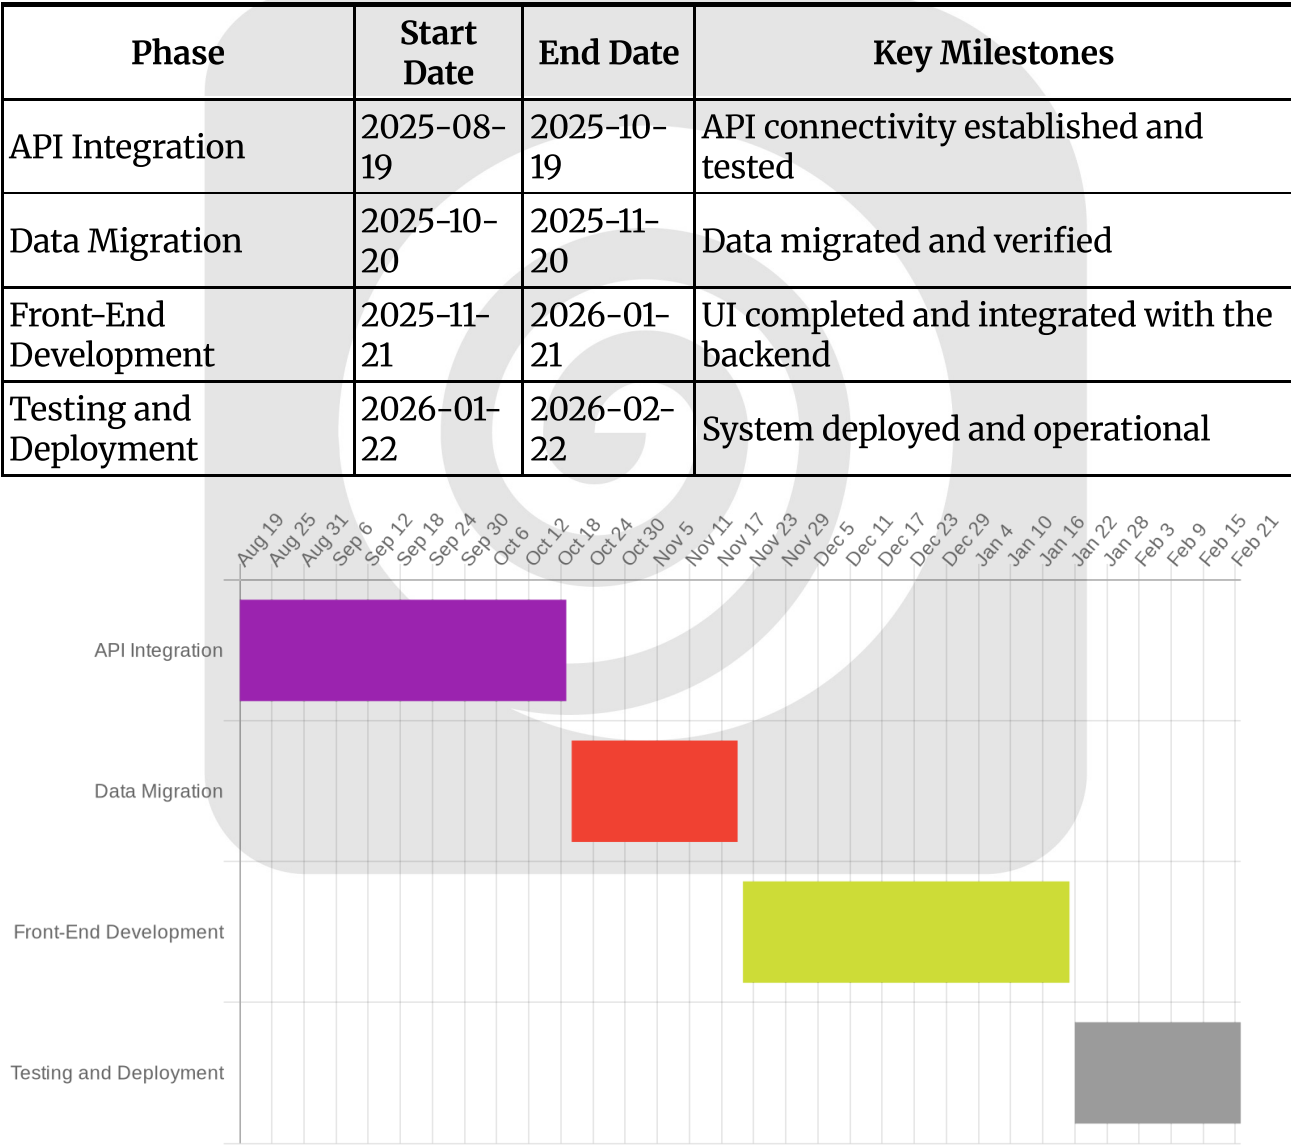 Phase
Start
Date
End Date
Key Milestones
API Integration
2025-08-
19
2025-10-
19
API connectivity established and
tested
Data Migration
2025-10-
20
2025-11-
20
Data migrated and verified
Front-End
Development
2025-11-
21
2026-01-
21
UI completed and integrated with the
backend
Testing and
Deployment
2026-01-
22
2026-02-
22
System deployed and operational
Aug 19
Aug 25
Aug 31
Sep 6
Sep 12
Sep 18
Sep 24
Sep 30
Oct 6
Oct 12
Oct 18
Oct 24
Oct 30
Nov 5
Nov 11
Nov 17
Nov 23
Nov 29
Dec 5
Dec 11
Dec 17
Dec 23
Dec 29
Jan 4
Jan 10
Jan 16
Jan 22
Jan 28
Feb 3
Feb 9
Feb 15
Feb 21
API Integration
Data Migration
Front-End Development
Testing and Deployment